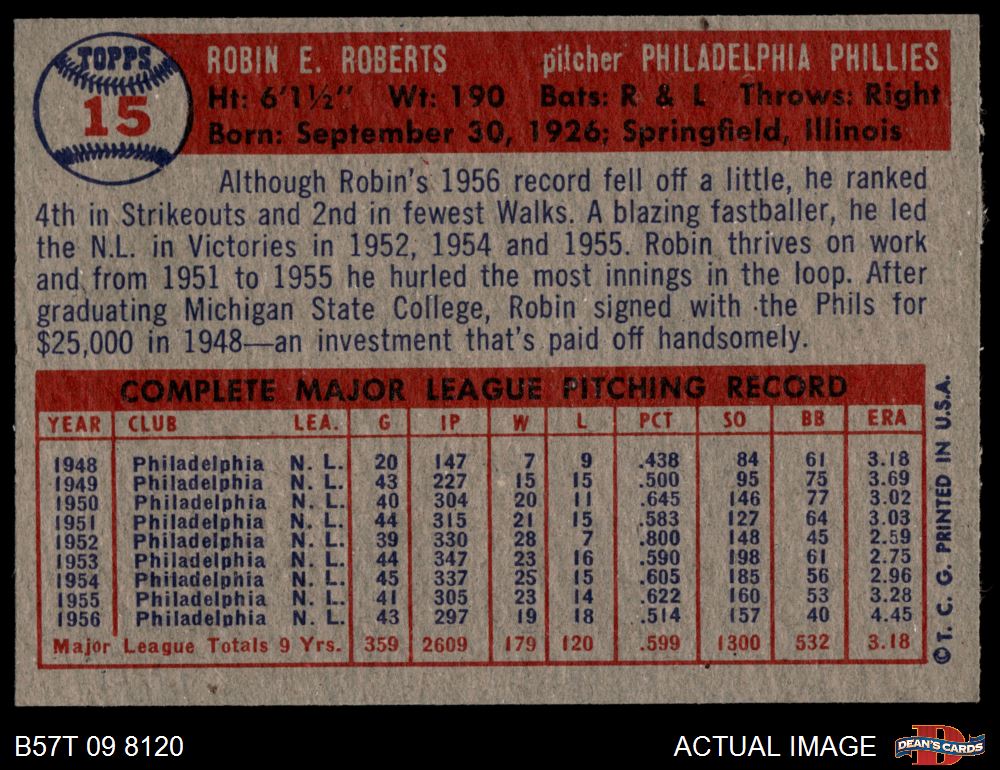 TOPPS
15
ROBIN E. ROBERTS pitcher PHILADELPHIA PHILLIES
Ht: 6'1½" Wt: 190 Bats: R & L Throws: Right
Born: September 30, 1926; Springfield, Illinois
Although Robin's 1956 record fell off a little, he ranked
4th in Strikeouts and 2nd in fewest Walks. A blazing fastballer, he led
the N.L. in Victories in 1952, 1954 and 1955. Robin thrives on work
and from 1951 to 1955 he hurled the most innings in the loop. After
graduating Michigan State College, Robin signed with the Phils for
$25,000 in 1948—an investment that's paid off handsomely.
COMPLETE MAJOR LEAGUE PITCHING RECORD
YEAR CLUB LEA. G IP W L PCT SO BB ERA
1948 Philadelphia N. L. 20 147 7 9 .438 84 61 3.18
1949 Philadelphia N. L. 43 227 15 15 .500 95 75 3.69
1950 Philadelphia N. L. 40 304 20 11 .645 146 77 3.02
1951 Philadelphia N. L. 44 315 21 15 .583 127 64 3.03
1952 Philadelphia N. L. 39 330 28 7 .800 148 45 2.59
1953 Philadelphia N. L. 44 347 23 16 .590 198 61 2.75
1954 Philadelphia N. L. 45 337 25 15 .605 185 56 2.96
1955 Philadelphia N. L. 41 305 23 14 .622 160 53 3.28
1956 Philadelphia N. L. 43 297 19 18 .514 157 40 4.45
Major League Totals 9 Yrs. 359 2609 179 120 .599 1300 532 3.18
© T. C. G. PRINTED IN U.S.A.
B57T 09 8120
ACTUAL IMAGE
DEAN'S CARDS